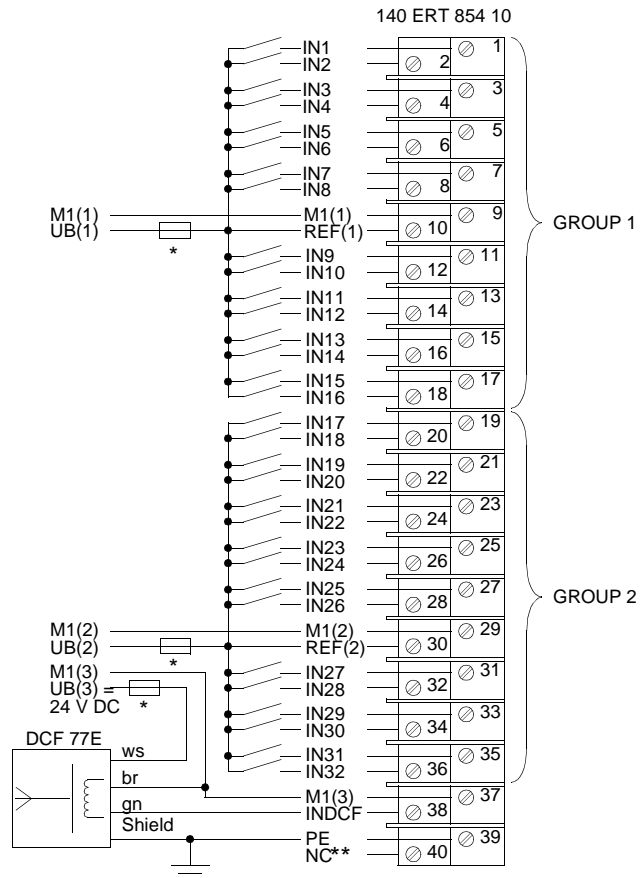 140 ERT 854 10
IN1 1
IN2 2
IN3 3
IN4 4
IN5 5
IN6 6
IN7 7
IN8 8
M1(1) M1(1) 9
UB(1) REF(1) 10
*
GROUP 1
IN9 11
IN10 12
IN11 13
IN12 14
IN13 15
IN14 16
IN15 17
IN16 18
IN17 19
IN18 20
IN19 21
IN20 22
IN21 23
IN22 24
IN23 25
IN24 26
IN25 27
IN26 28
GROUP 2
M1(2) M1(2) 29
UB(2) REF(2) 30
*
M1(3) IN27 31
UB(3) = IN28 32
24 V DC *
IN29 33
IN30 34
DCF 77E
ws IN31 35
IN32 36
br M1(3) 37
gn INDCF 38
Shield
PE 39
NC** 40